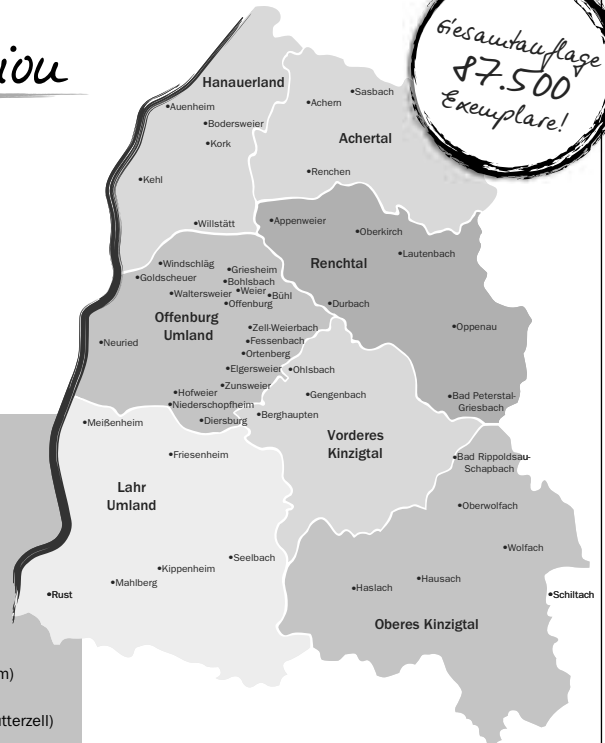 Gesamtauflage
87.500
Exemplare!
Hanauerland
•Auenheim
•Bodersweier
•Kork
•Kehl
•Willstätt
•Sasbach
•Achern
Achertal
•Renchen
•Appenweier
•Oberkirch
•Lautenbach
Renchtal
•Durbach
•Oppenau
•Bad Peterstal-
Griesbach
•Windschläg
•Goldscheuer
•Griesheim
•Bohlsbach
•Waltersweier
•Weier
•Bühl
•Offenburg
Offenburg
Umland
•Neuried
•Zell-Weierbach
•Fessenbach
•Ortenberg
•Elgersweier
•Zunsweier
•Hofweier
•Niederschopfheim
•Diersburg
•Ohlsbach
•Gengenbach
•Berghaupten
Vorderes
Kinzigtal
•Meißenheim
•Friesenheim
Lahr
Umland
•Seelbach
•Kippenheim
•Mahlberg
•Rust
•Bad Rippoldsau-
Schapbach
•Oberwolfach
•Wolfach
•Hausach
•Haslach
•Schiltach
Oberes Kinzigtal
m)
tterzell)